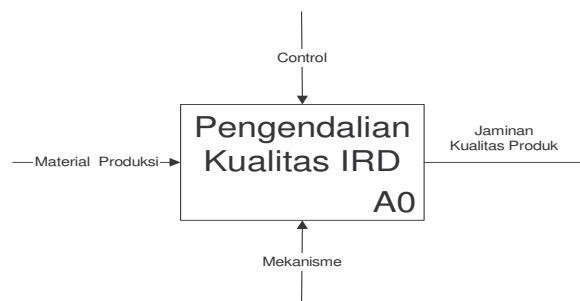 Control
Pengendalian
Kualitas IRD
A0
Material Produksi
Jaminan
Kualitas Produk
Mekanisme